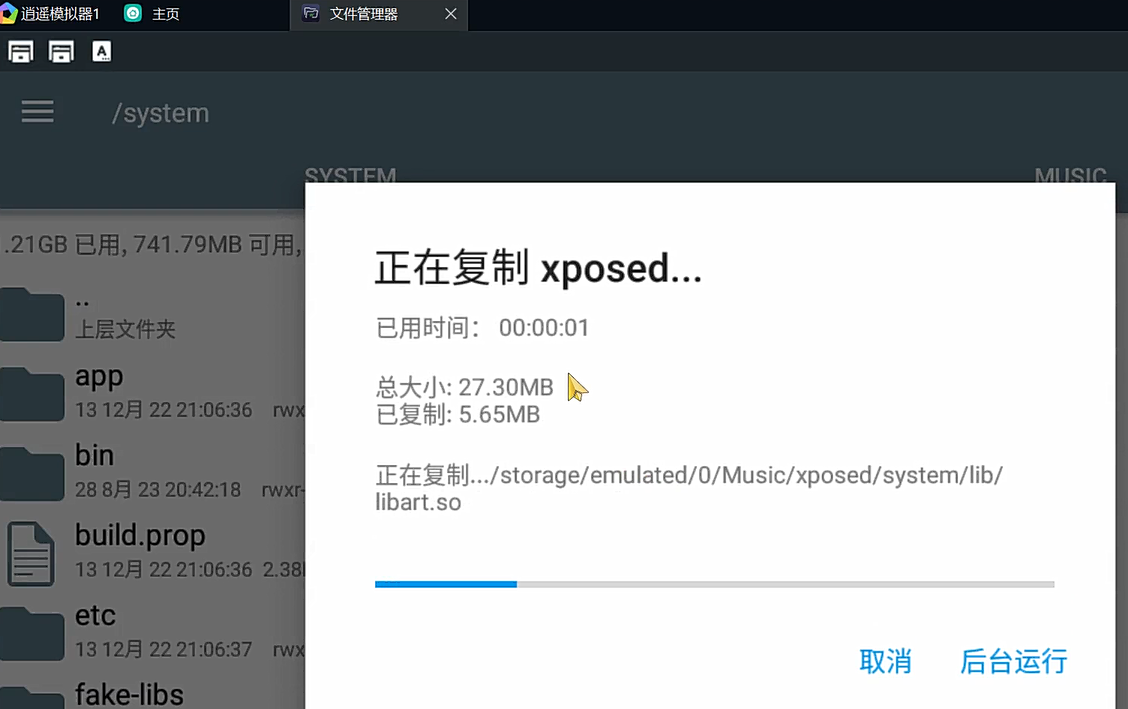 逍遥模拟器1
主页
文件管理器
A
/system
SYSTEM
MUSIC
.21GB 已用, 741.79MB 可用,
..
上层文件夹
app
13 12月 22 21:06:36 rwx
bin
28 8月 23 20:42:18 rwxr-
build.prop
13 12月 22 21:06:36 2.38
etc
13 12月 22 21:06:37 rwx
fake-libs
正在复制 xposed...
已用时间： 00:00:01
总大小: 27.30MB
已复制: 5.65MB
正在复制.../storage/emulated/0/Music/xposed/system/lib/
libart.so
取消
后台运行